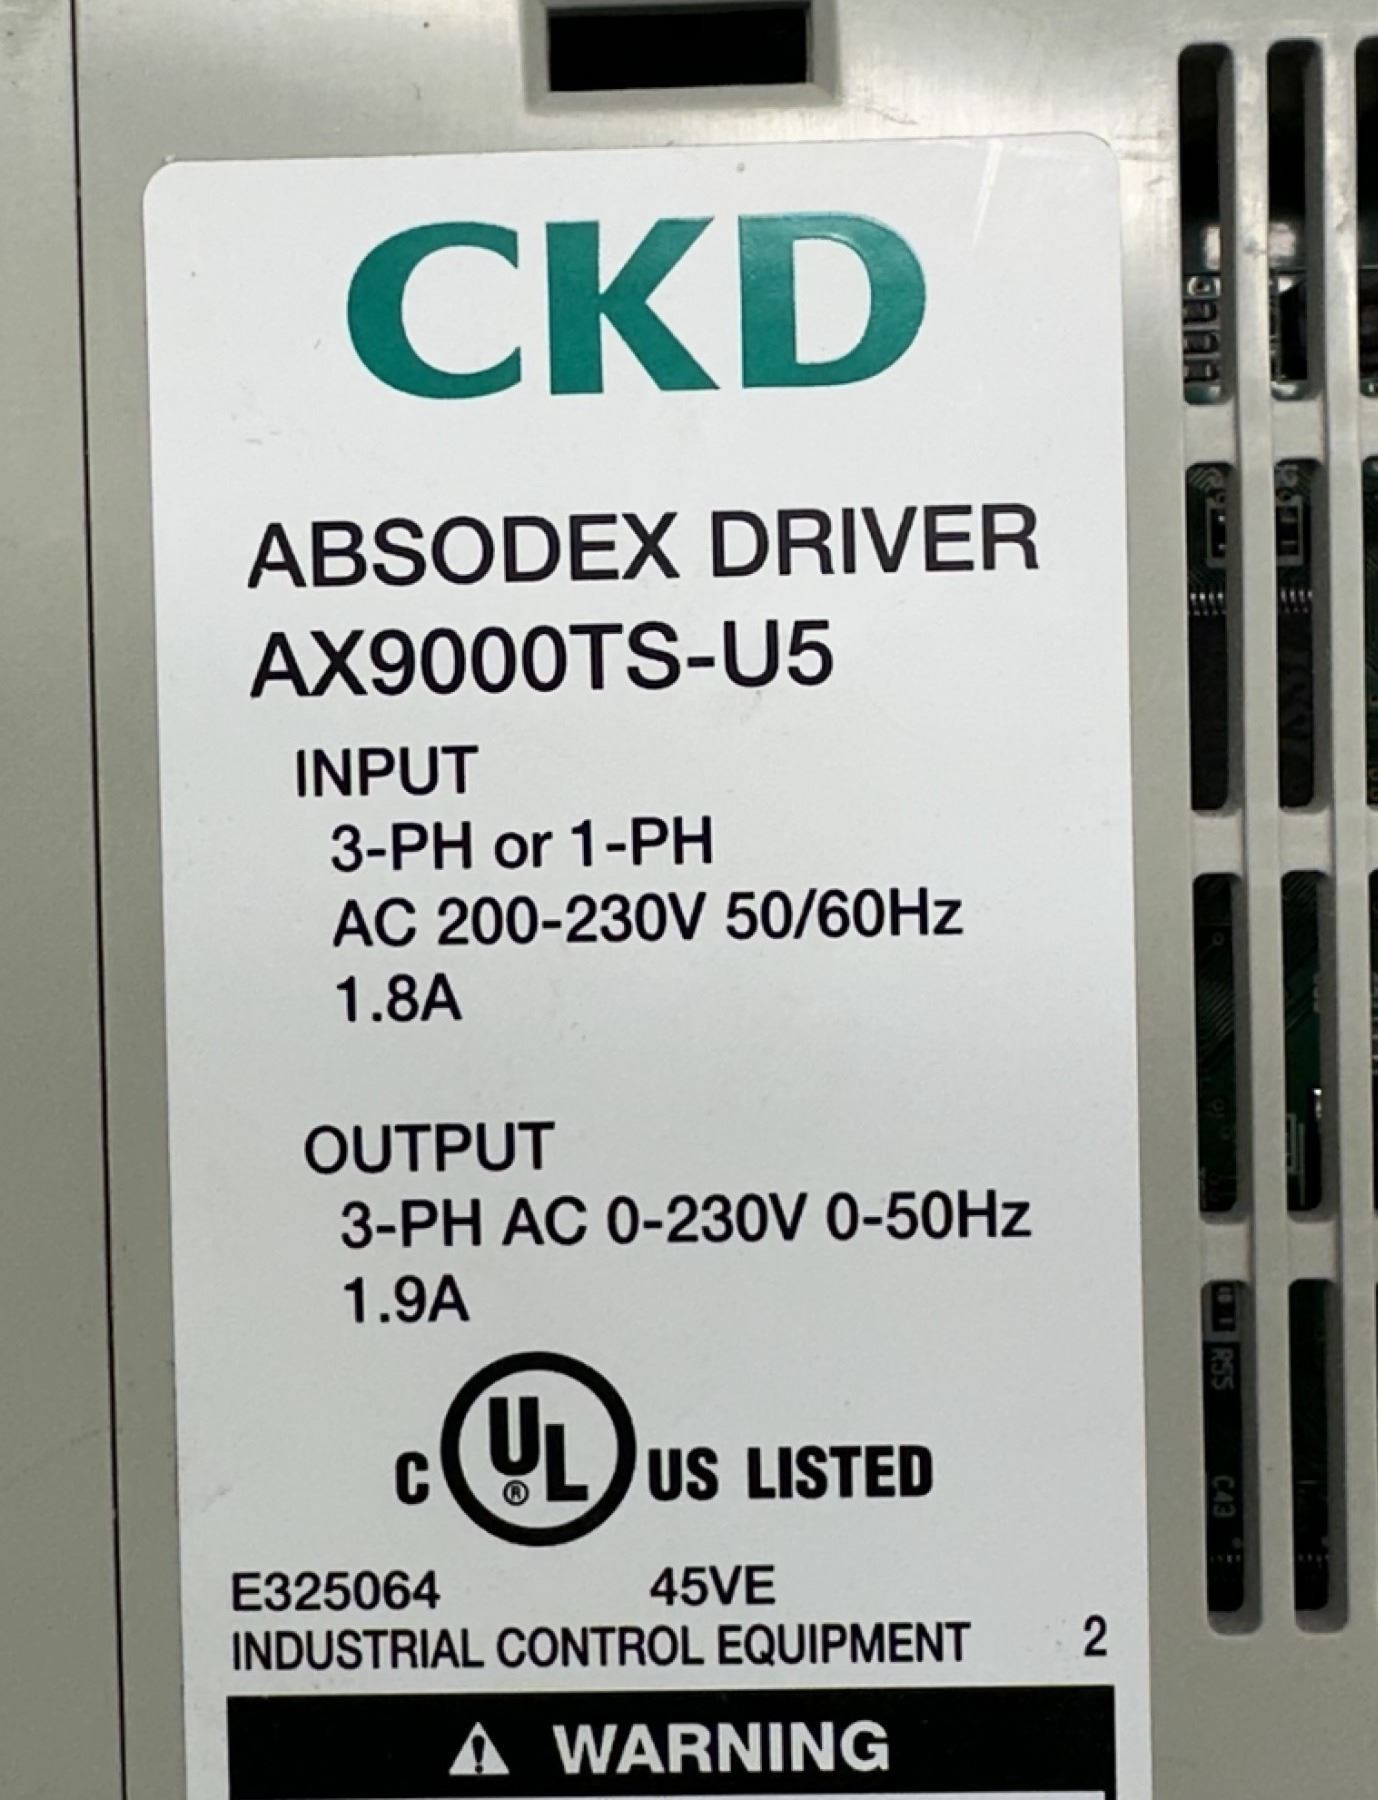 CKD
ABSODEX DRIVER
AX9000TS-U5
INPUT
3-PH or 1-PH
AC 200-230V 50/60Hz
1.8A
OUTPUT
3-PH AC 0-230V 0-50Hz
1.9A
C UL ® US LISTED
E325064 45VE
INDUSTRIAL CONTROL EQUIPMENT 2
WARNING
R55
C43